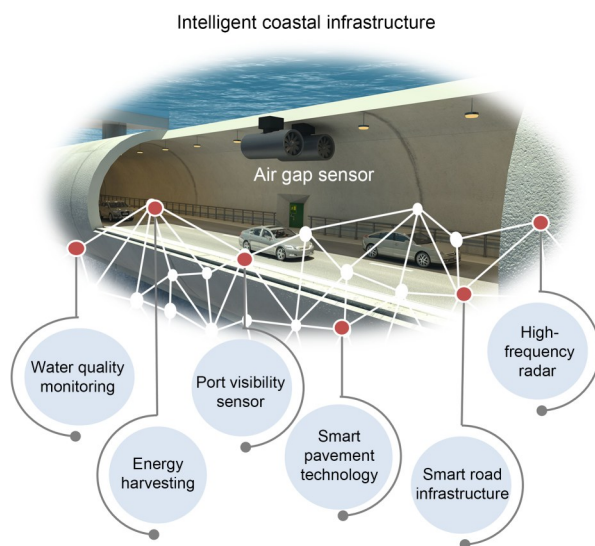 Intelligent coastal infrastructure
Air gap sensor
Water quality
monitoring
Energy
harvesting
Port visibility
sensor
Smart
pavement
technology
Smart road
infrastructure
High-
frequency
radar